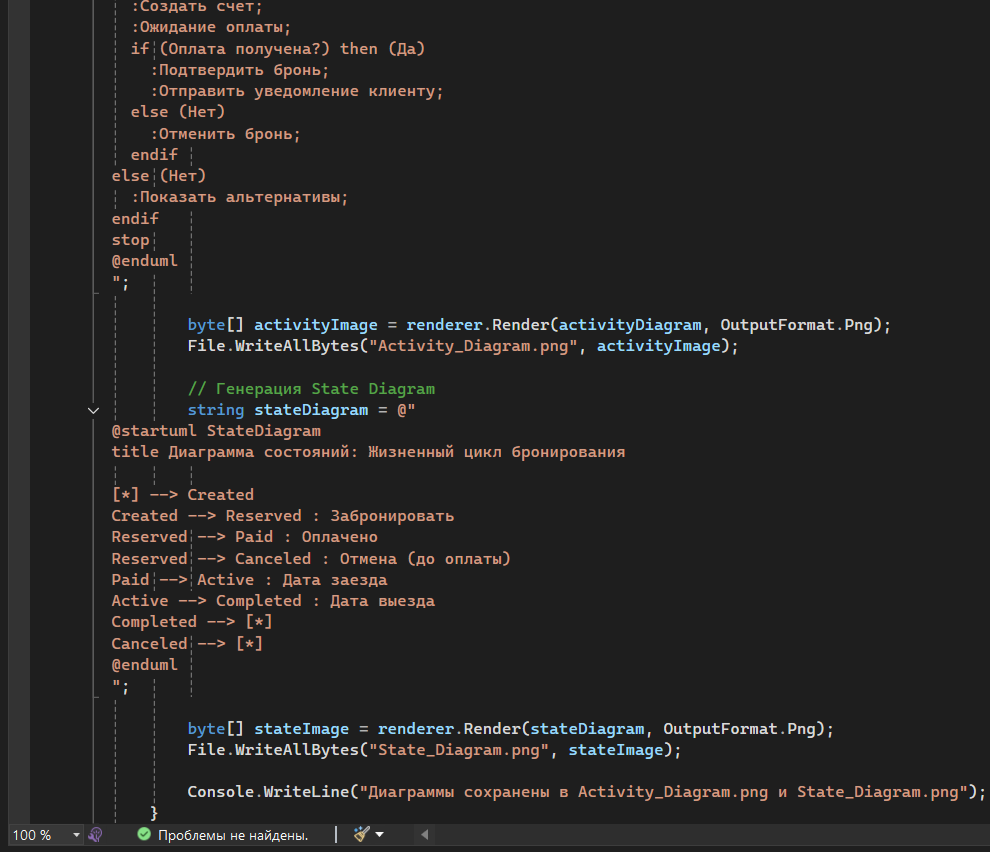 :Создать счет;
:Ожидание оплаты;
if (Оплата получена?) then (Да)
:Подтвердить бронь;
:Отправить уведомление клиенту;
else (Нет)
:Отменить бронь;
endif
else (Нет)
:Показать альтернативы;
endif
stop
@enduml
";
byte[] activityImage = renderer.Render(activityDiagram, OutputFormat.Png);
File.WriteAllBytes("Activity_Diagram.png", activityImage);
// Генерация State Diagram
string stateDiagram = @"
@startuml StateDiagram
title Диаграмма состояний: Жизненный цикл бронирования
[*] --> Created
Created --> Reserved : Забронировать
Reserved --> Paid : Оплачено
Reserved --> Canceled : Отмена (до оплаты)
Paid --> Active : Дата заезда
Active --> Completed : Дата выезда
Completed --> [*]
Canceled --> [*]
@enduml
";
byte[] stateImage = renderer.Render(stateDiagram, OutputFormat.Png);
File.WriteAllBytes("State_Diagram.png", stateImage);
Console.WriteLine("Диаграммы сохранены в Activity_Diagram.png и State_Diagram.png");
}
100 % Проблемы не найдены.